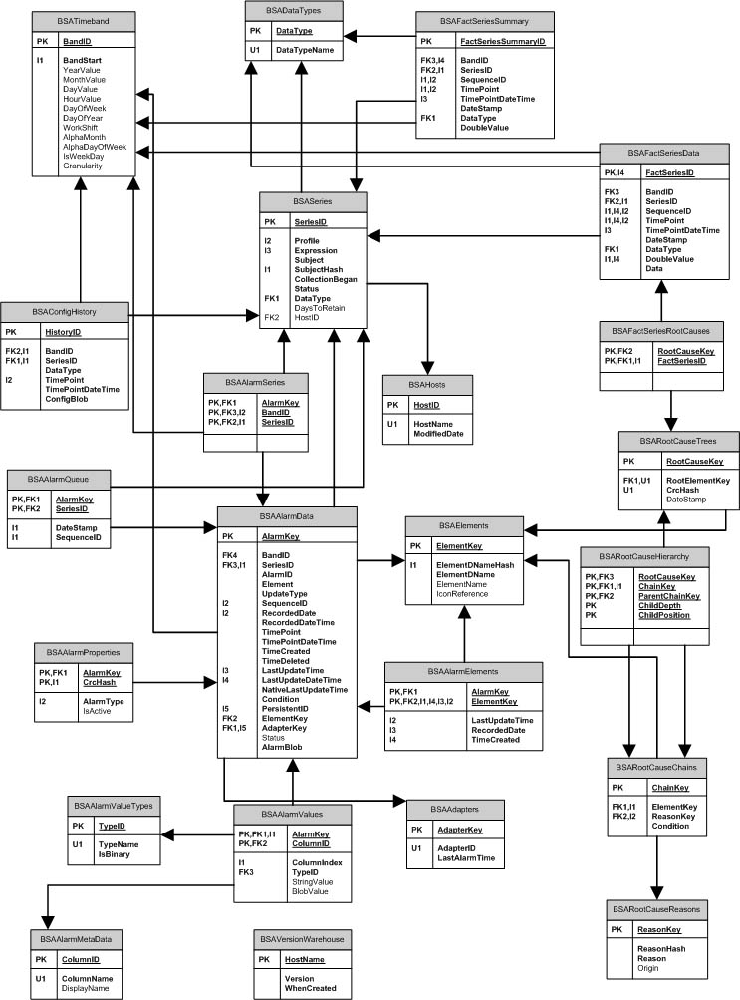 BSATimeband
PK BandID
I1 BandStart
YearValue
MonthValue
DayValue
HourValue
DayOfWeek
DayOfYear
WorkShift
AlphaMonth
AlphaDayOfWeek
IsWeekDay
Granularity
BSADataTypes
PK DataType
U1 DataTypeName
BSAFactSeriesSummary
PK FactSeriesSummaryID
FK3,I4 BandID
FK2,I1 SeriesID
I1,I2 SequenceID
I1,I2 TimePoint
I3 TimePointDateTime
DateStamp
FK1 DataType
DoubleValue
BSAFactSeriesData
PK,I4 FactSeriesID
FK3 BandID
FK2,I1 SeriesID
I1,I4,I2 SequenceID
I1,I4,I2 TimePoint
I3 TimePointDateTime
DateStamp
FK1 DataType
I1,I4 DoubleValue
Data
BSASeries
PK SeriesID
I2 Profile
I3 Expression
Subject
I1 SubjectHash
CollectionBegan
Status
FK1 DataType
DaysToRetain
FK2 HostID
BSAConfigHistory
PK HistoryID
FK2,I1 BandID
FK1,I1 SeriesID
DataType
I2 TimePoint
TimePointDateTime
ConfigBlob
BSAFactSeriesRootCauses
PK,FK2 RootCauseKey
PK,FK1,I1 FactSeriesID
BSAAlarmSeries
PK,FK1 AlarmKey
PK,FK3,I2 BandID
PK,FK2,I1 SeriesID
BSAHosts
PK HostID
U1 HostName
ModifiedDate
BSARootCauseTrees
PK RootCauseKey
FK1,U1 RootElementKey
U1 CrcHash
DateStamp
BSAAlarmQueue
PK,FK1 AlarmKey
PK,FK2 SeriesID
I1 DateStamp
I1 SequenceID
BSAAlarmData
PK AlarmKey
FK4 BandID
FK3,I1 SeriesID
AlarmID
Element
UpdateType
I2 SequenceID
I2 RecordedDate
RecordedDateTime
TimePoint
TimePointDateTime
TimeCreated
TimeDeleted
I3 LastUpdateTime
I4 LastUpdateDateTime
NativeLastUpdateTime
Condition
I5 PersistentID
FK2 ElementKey
FK1,I5 AdapterKey
Status
AlarmBlob
BSAElements
PK ElementKey
I1 ElementDNameHash
ElementDName
ElementName
IconReference
BSARootCauseHierarchy
PK,FK3 RootCauseKey
PK,FK1,I1 ChainKey
PK,FK2 ParentChainKey
PK ChildDepth
PK ChildPosition
BSAAlarmProperties
PK,FK1 AlarmKey
PK,I1 CrcHash
I2 AlarmType
IsActive
BSAAlarmElements
PK,FK1 AlarmKey
PK,FK2,I1,I4,I3,I2 ElementKey
I2 LastUpdateTime
I3 RecordedDate
I4 TimeCreated
BSARootCauseChains
PK ChainKey
FK1,I1 ElementKey
FK2,I2 ReasonKey
Condition
BSAAlarmValueTypes
PK TypeID
U1 TypeName
IsBinary
BSAAlarmValues
PK,FK1,I1 AlarmKey
PK,FK2 ColumnID
I1 ColumnIndex
FK3 TypeID
StringValue
BlobValue
BSAAdapters
PK AdapterKey
U1 AdapterID
LastAlarmTime
BSARootCauseReasons
PK ReasonKey
ReasonHash
Reason
Origin
BSAAlarmMetaData
PK ColumnID
U1 ColumnName
DisplayName
BSAVersionWarehouse
PK HostName
Version
WhenCreated